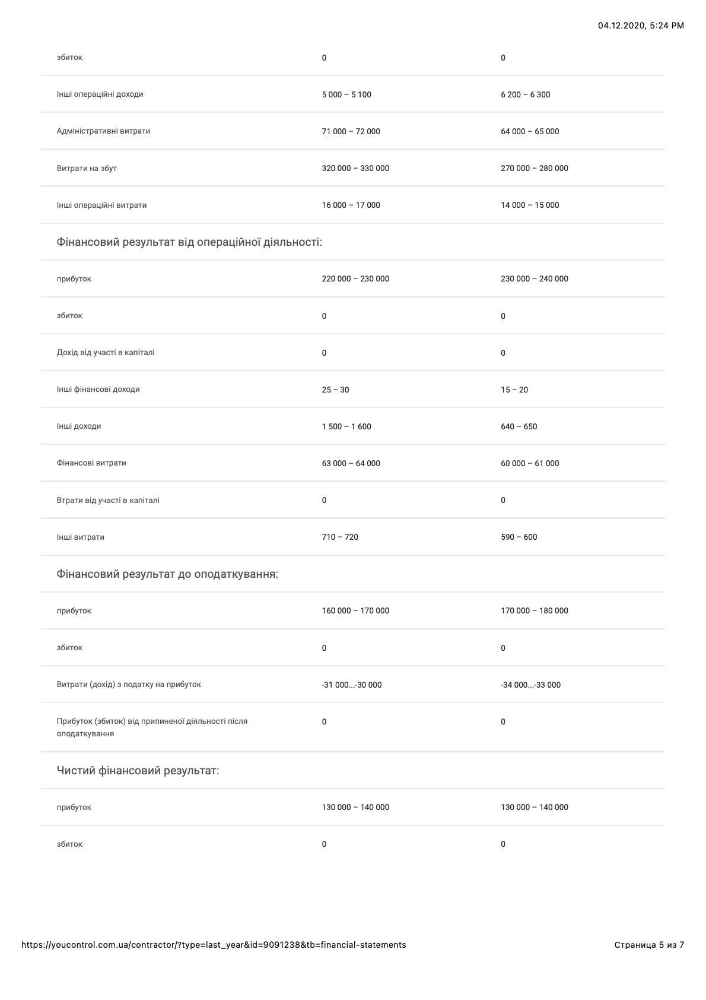 04.12.2020, 5:24 PM
збиток 0 0
Інші операційні доходи 5 000 – 5 100 6 200 – 6 300
Адміністративні витрати 71 000 – 72 000 64 000 – 65 000
Витрати на збут 320 000 – 330 000 270 000 – 280 000
Інші операційні витрати 16 000 – 17 000 14 000 – 15 000
Фінансовий результат від операційної діяльності:
прибуток 220 000 – 230 000 230 000 – 240 000
збиток 0 0
Дохід від участі в капіталі 0 0
Інші фінансові доходи 25 – 30 15 – 20
Інші доходи 1 500 – 1 600 640 – 650
Фінансові витрати 63 000 – 64 000 60 000 – 61 000
Втрати від участі в капіталі 0 0
Інші витрати 710 – 720 590 – 600
Фінансовий результат до оподаткування:
прибуток 160 000 – 170 000 170 000 – 180 000
збиток 0 0
Витрати (дохід) з податку на прибуток -31 000...-30 000 -34 000...-33 000
Прибуток (збиток) від припиненої діяльності після 0 0
оподаткування
Чистий фінансовий результат:
прибуток 130 000 – 140 000 130 000 – 140 000
збиток 0 0
https://youcontrol.com.ua/contractor/?type=last_year&id=9091238&tb=financial-statements Страница 5 из 7